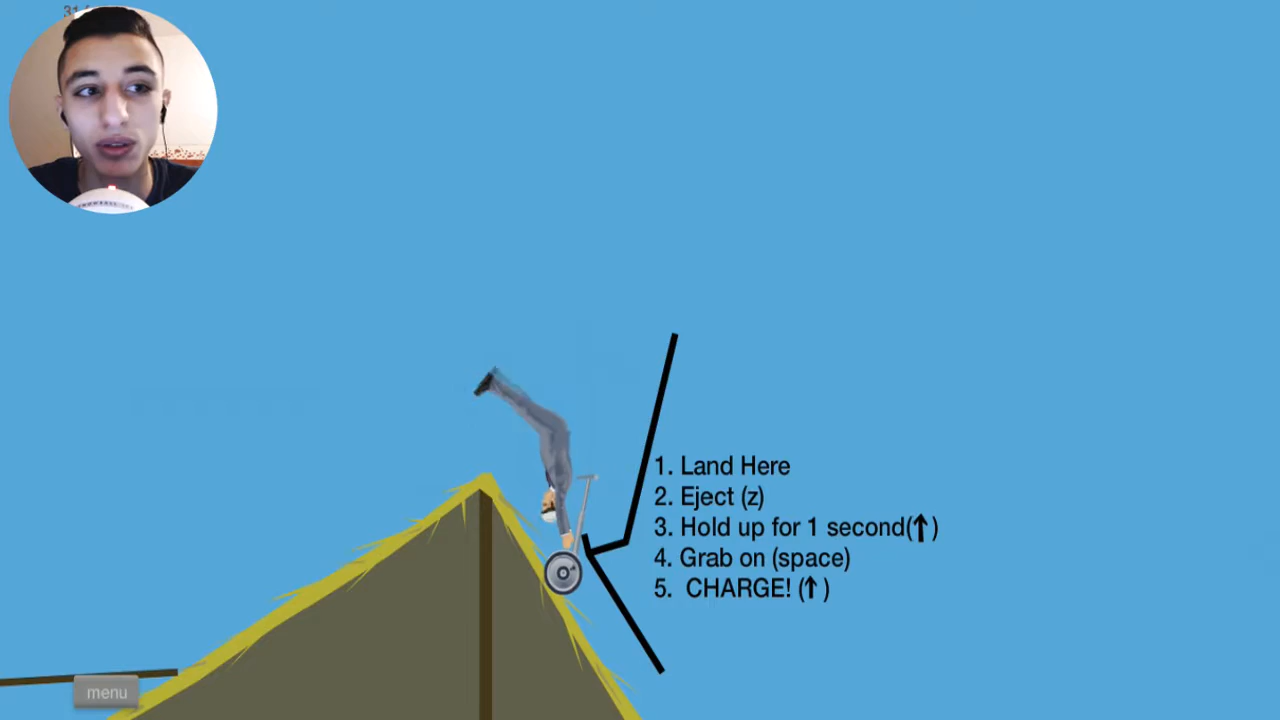 1. Land Here
2. Eject (z)
3. Hold up for 1 second(↑)
4. Grab on (space)
5. CHARGE! (↑)
menu